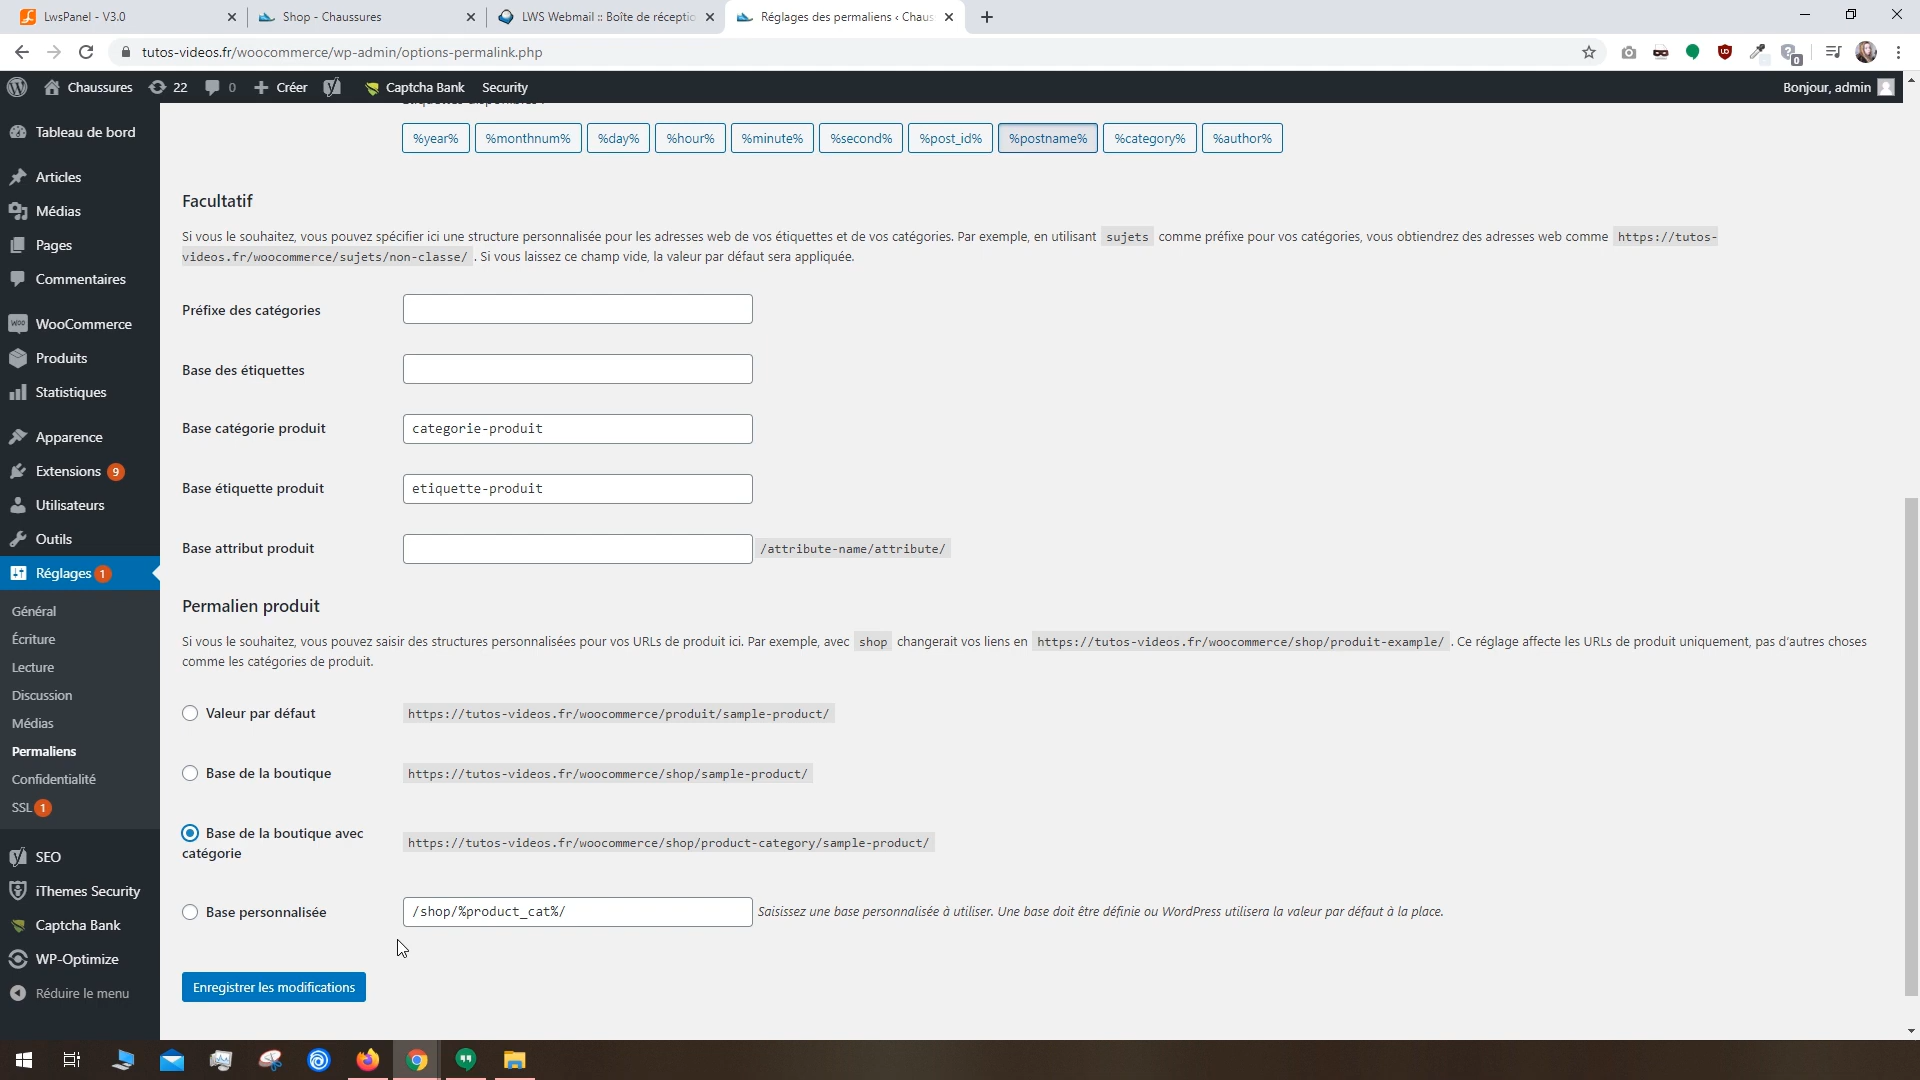 LwsPanel - V3.0
Shop - Chaussures
LWS Webmail :: Boîte de réceptio
Réglages des permaliens ‹ Chaus
tutos-videos.fr/woocommerce/wp-admin/options-permalink.php
0
Chaussures 22 0 Créer Captcha Bank Security
Bonjour, admin
Tableau de bord
Articles
Médias
Pages
Commentaires
WooCommerce
Produits
Statistiques
Apparence
Extensions 9
Utilisateurs
Outils
Réglages 1
Général
Écriture
Lecture
Discussion
Médias
Permaliens
Confidentialité
SSL 1
SEO
iThemes Security
Captcha Bank
WP-Optimize
Réduire le menu
%year% %monthnum% %day% %hour% %minute% %second% %post_id% %postname% %category% %author%
Facultatif
Si vous le souhaitez, vous pouvez spécifier ici une structure personnalisée pour les adresses web de vos étiquettes et de vos catégories. Par exemple, en utilisant sujets comme préfixe pour vos catégories, vous obtiendrez des adresses web comme https://tutos-
videos.fr/woocommerce/sujets/non-classe/ . Si vous laissez ce champ vide, la valeur par défaut sera appliquée.
Préfixe des catégories
Base des étiquettes
Base catégorie produit categorie-produit
Base étiquette produit etiquette-produit
Base attribut produit /attribute-name/attribute/
Permalien produit
Si vous le souhaitez, vous pouvez saisir des structures personnalisées pour vos URLs de produit ici. Par exemple, avec shop changerait vos liens en https://tutos-videos.fr/woocommerce/shop/produit-example/ . Ce réglage affecte les URLs de produit uniquement, pas d'autres choses
comme les catégories de produit.
Valeur par défaut https://tutos-videos.fr/woocommerce/produit/sample-product/
Base de la boutique https://tutos-videos.fr/woocommerce/shop/sample-product/
Base de la boutique avec
catégorie https://tutos-videos.fr/woocommerce/shop/product-category/sample-product/
Base personnalisée /shop/%product_cat%/ Saisissez une base personnalisée à utiliser. Une base doit être définie ou WordPress utilisera la valeur par défaut à la place.
Enregistrer les modifications